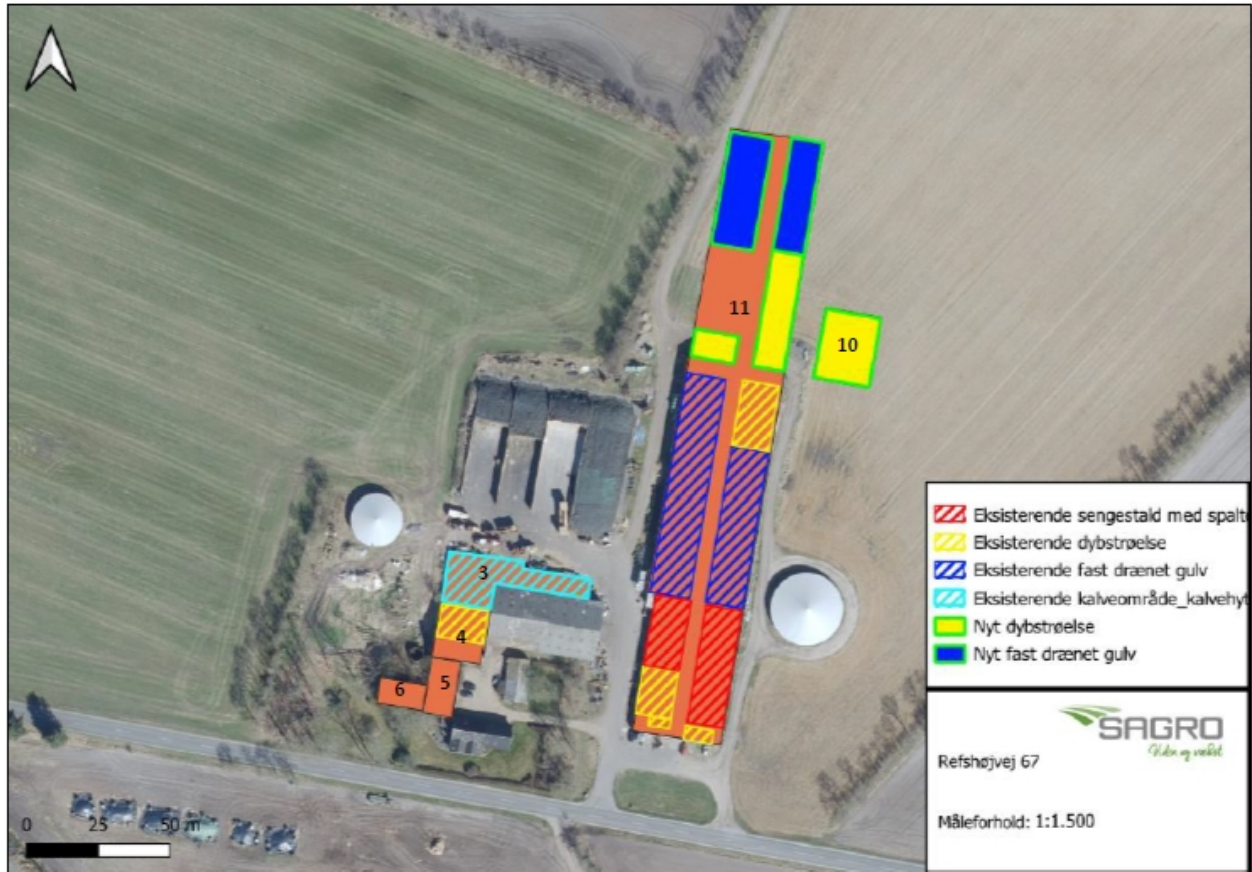 11
10
3
4
5
6
Eksisterende sengestald med spalte
Eksisterende dybstrøelse
Eksisterende fast drænet gulv
Eksisterende kalveområde_kalvehyt
Nyt dybstrøelse
Nyt fast drænet gulv
SAGRO
Viden og vækst
Refshøjvej 67
Måleforhold: 1:1.500
0 25 50 m